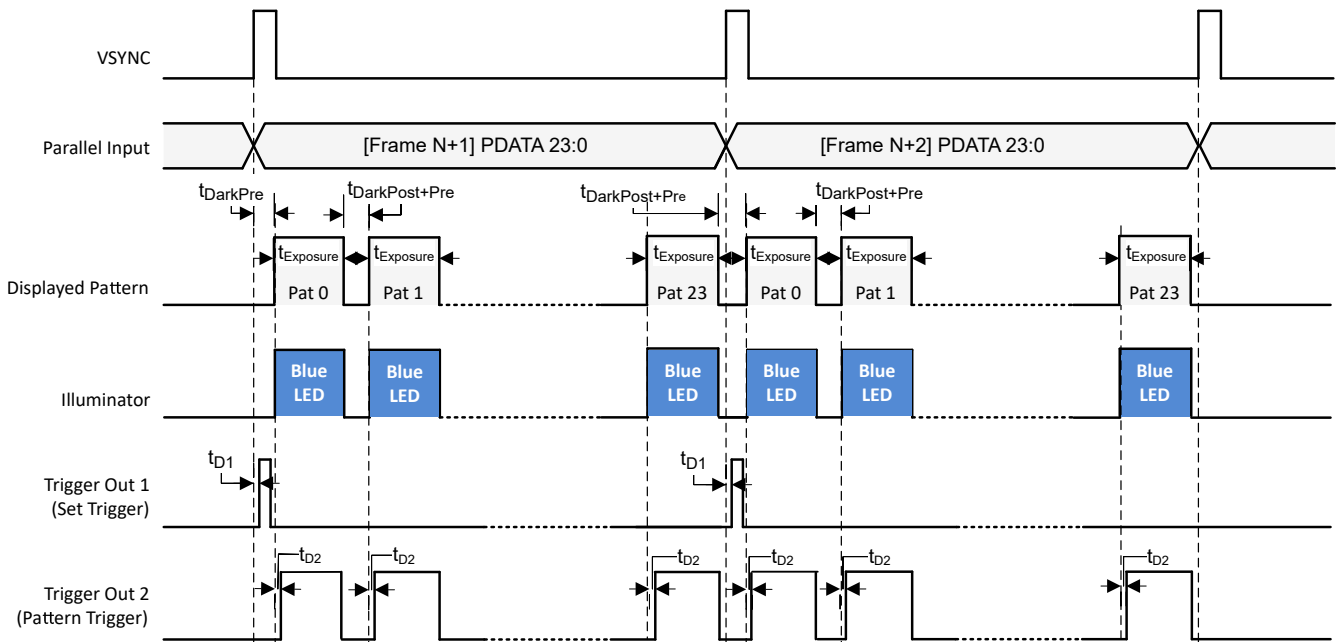 VSYNC
Parallel Input
[Frame N+1] PDATA 23:0
[Frame N+2] PDATA 23:0
tDarkPre
tDarkPost+Pre
tDarkPost+Pre
tDarkPost+Pre
Displayed Pattern
tExposure
Pat 0
tExposure
Pat 1
tExposure
Pat 23
tExposure
Pat 0
tExposure
Pat 1
tExposure
Pat 23
Illuminator
Blue
LED
Blue
LED
Blue
LED
Blue
LED
Blue
LED
Blue
LED
tD1
tD1
Trigger Out 1
(Set Trigger)
tD2
tD2
tD2
tD2
tD2
tD2
Trigger Out 2
(Pattern Trigger)